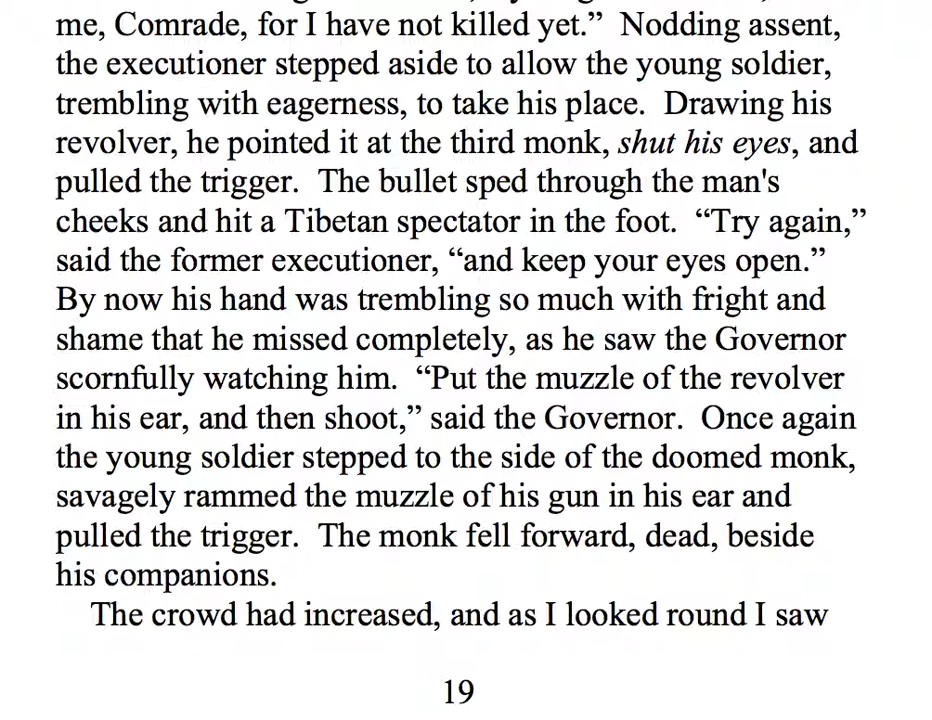 me, Comrade, for I have not killed yet.”  Nodding assent,
the executioner stepped aside to allow the young soldier,
trembling with eagerness, to take his place.  Drawing his
revolver, he pointed it at the third monk, shut his eyes, and
pulled the trigger.  The bullet sped through the man's
cheeks and hit a Tibetan spectator in the foot.  “Try again,”
said the former executioner, “and keep your eyes open.”
By now his hand was trembling so much with fright and
shame that he missed completely, as he saw the Governor
scornfully watching him.  “Put the muzzle of the revolver
in his ear, and then shoot,” said the Governor.  Once again
the young soldier stepped to the side of the doomed monk,
savagely rammed the muzzle of his gun in his ear and
pulled the trigger.  The monk fell forward, dead, beside
his companions.
The crowd had increased, and as I looked round I saw
19